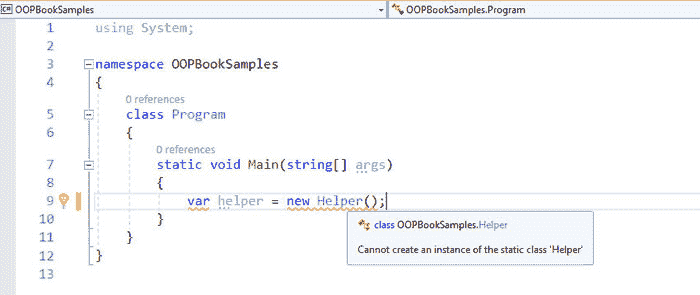 OOPBookSamples
OOPBookSamples.Program
1 using System;
2
3 namespace OOPBookSamples
4 {
0 references
5 class Program
6 {
0 references
7 static void Main(string[] args)
8 {
9 var helper = new Helper();
10 }
11 }
12 }
13
class OOPBookSamples.Helper
Cannot create an instance of the static class 'Helper'